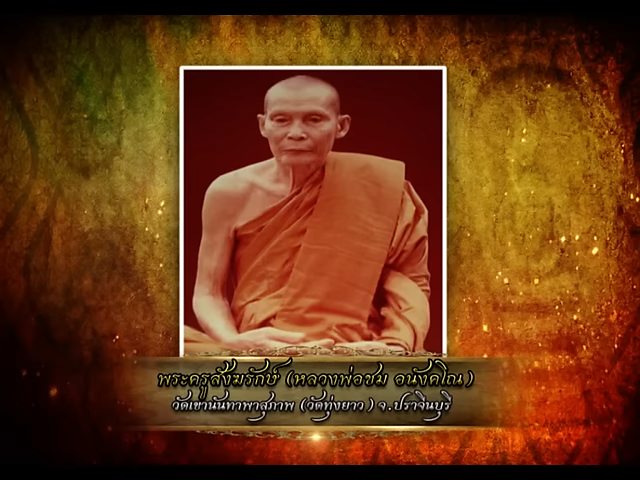 พระครูสังฆรักษ์ (หลวงพ่อชม อนังคโณ)
วัดเขานันทาพาสุภาพ (วัดทุ่งยาว) จ.ปราจีนบุรี